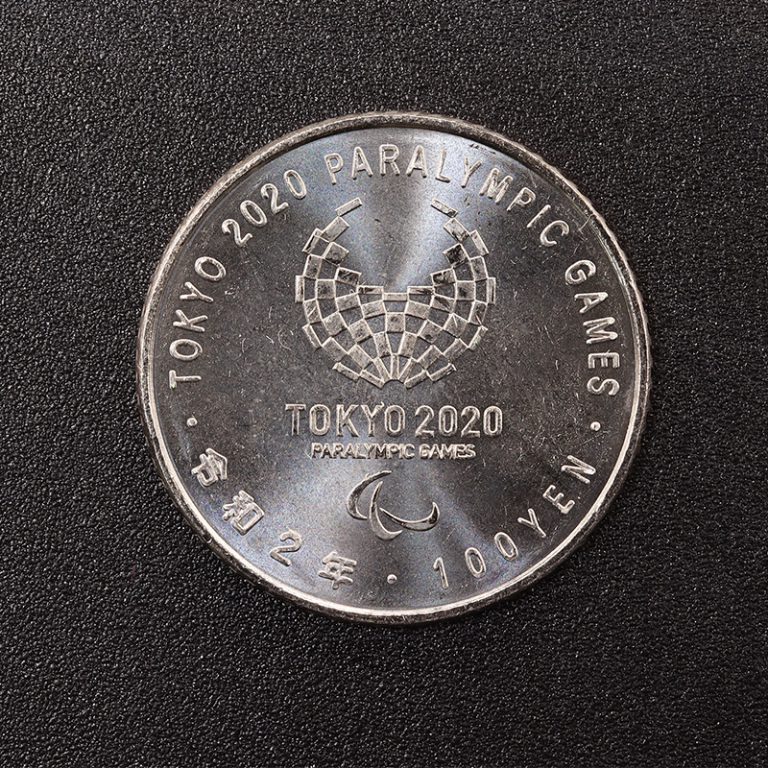 TOKYO 2020 PARALYMPIC GAMES
TOKYO 2020
PARALYMPIC GAMES
令和2年・100YEN